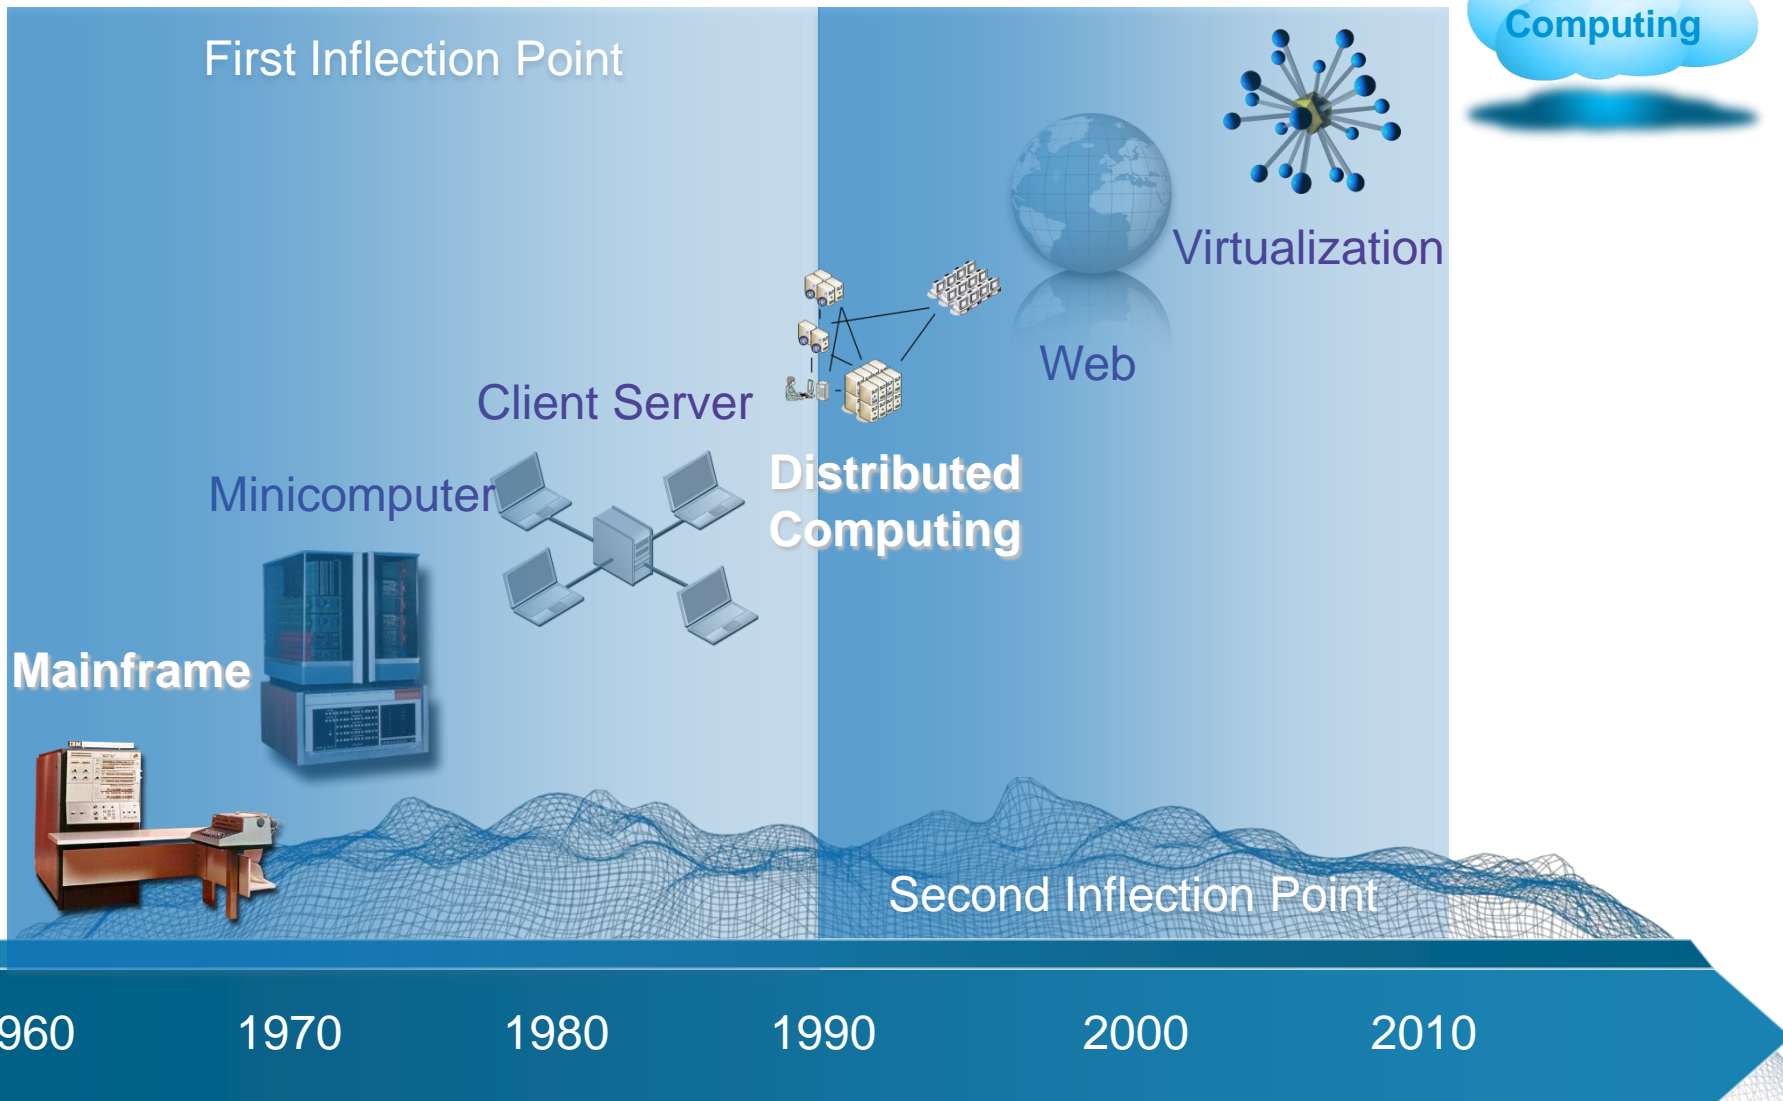 Computing
First Inflection Point
Virtualization
Web
Client Server
Distributed
Computing
Minicomputer
Mainframe
Second Inflection Point
960 1970 1980 1990 2000 2010